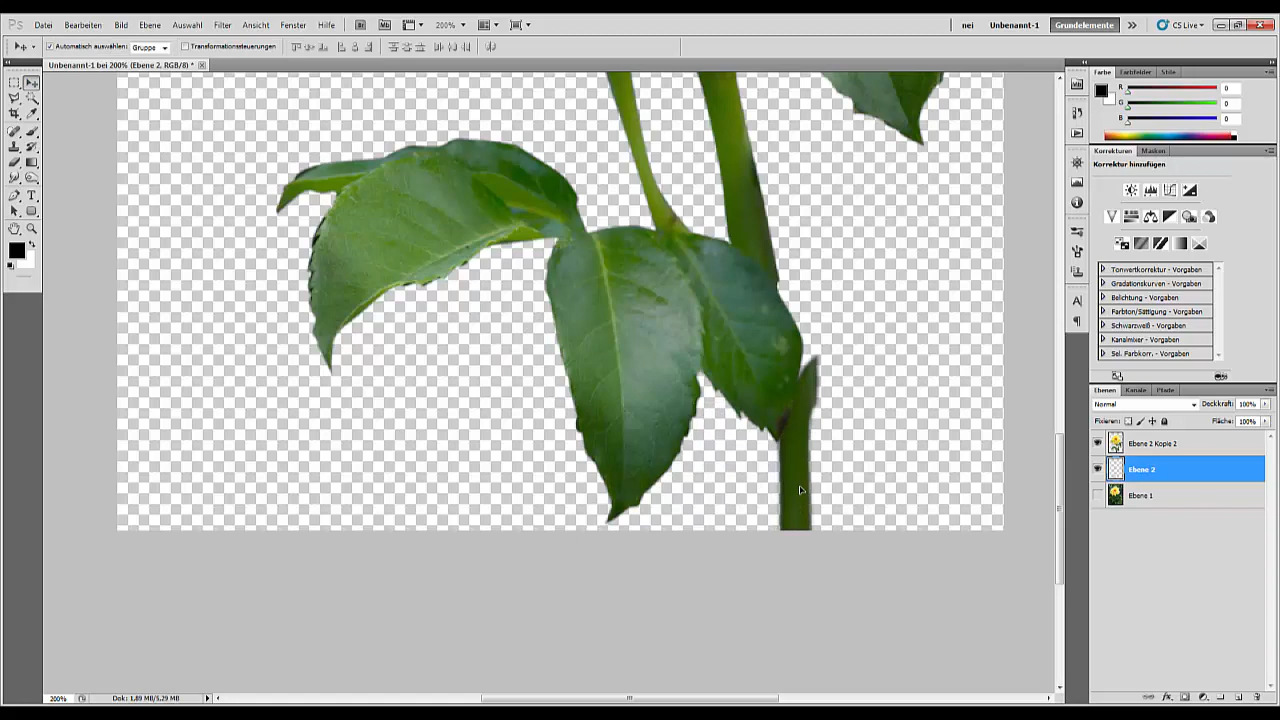 Ps Datei Bearbeiten Bild Ebene Auswahl Filter Ansicht Fenster Hilfe Br Mb 200% nei Unbenannt-1 Grundelemente CS Live
Automatisch auswählen: Gruppe Transformationssteuerungen
Unbenannt-1 bei 200% (Ebene 2, RGB/8) *
Farbe Farbfelder Stile
R 0
G 0
B 0
Korrekturen Masken
Korrektur hinzufügen
Tonwertkorrektur - Vorgaben
Gradationskurven - Vorgaben
Belichtung - Vorgaben
Farbton/Sättigung - Vorgaben
Schwarzweiß - Vorgaben
Kanalmixer - Vorgaben
Sel. Farbkorr. - Vorgaben
Ebenen Kanäle Pfade
Normal Deckkraft: 100%
Fixieren: Fläche: 100%
Ebene 2 Kopie 2
Ebene 2
Ebene 1
200% Dok: 1.89 MB/5.29 MB